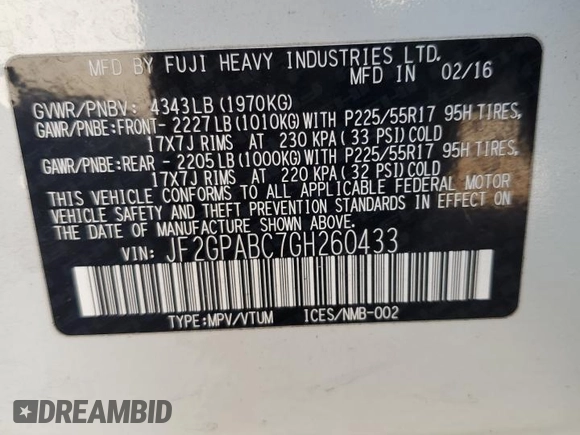 MFD BY FUJI HEAVY INDUSTRIES LTD. IN 02/16
GVWR/PNBV: 4343LB(1970KG)
GAWR/PNBE:FRONT- 2227 LB(1010KG)WITH P225/55R17 95H TIRES,
17X7J RIMS AT 230 KPA( 33 PSI)COLD
GAWR/PNBE:REAR - 2205 LB(1000KG)WITH P225/55R17 95H TIRES,
17X7J RIMS AT 220 KPA( 32 PSI)COLD
THIS VEHICLE CONFORMS TO ALL APPLICABLE FEDERAL MOTOR
VEHICLE SAFETY AND THEFT PREVENTION STANDARDS IN EFFECT
ON THE DATE OF MANUFACTURE SHOWN ABOVE.
VIN: JF2GPABC7GH260433
TYPE:MPV/VTUM ICES/NMB-002
DREAMBID